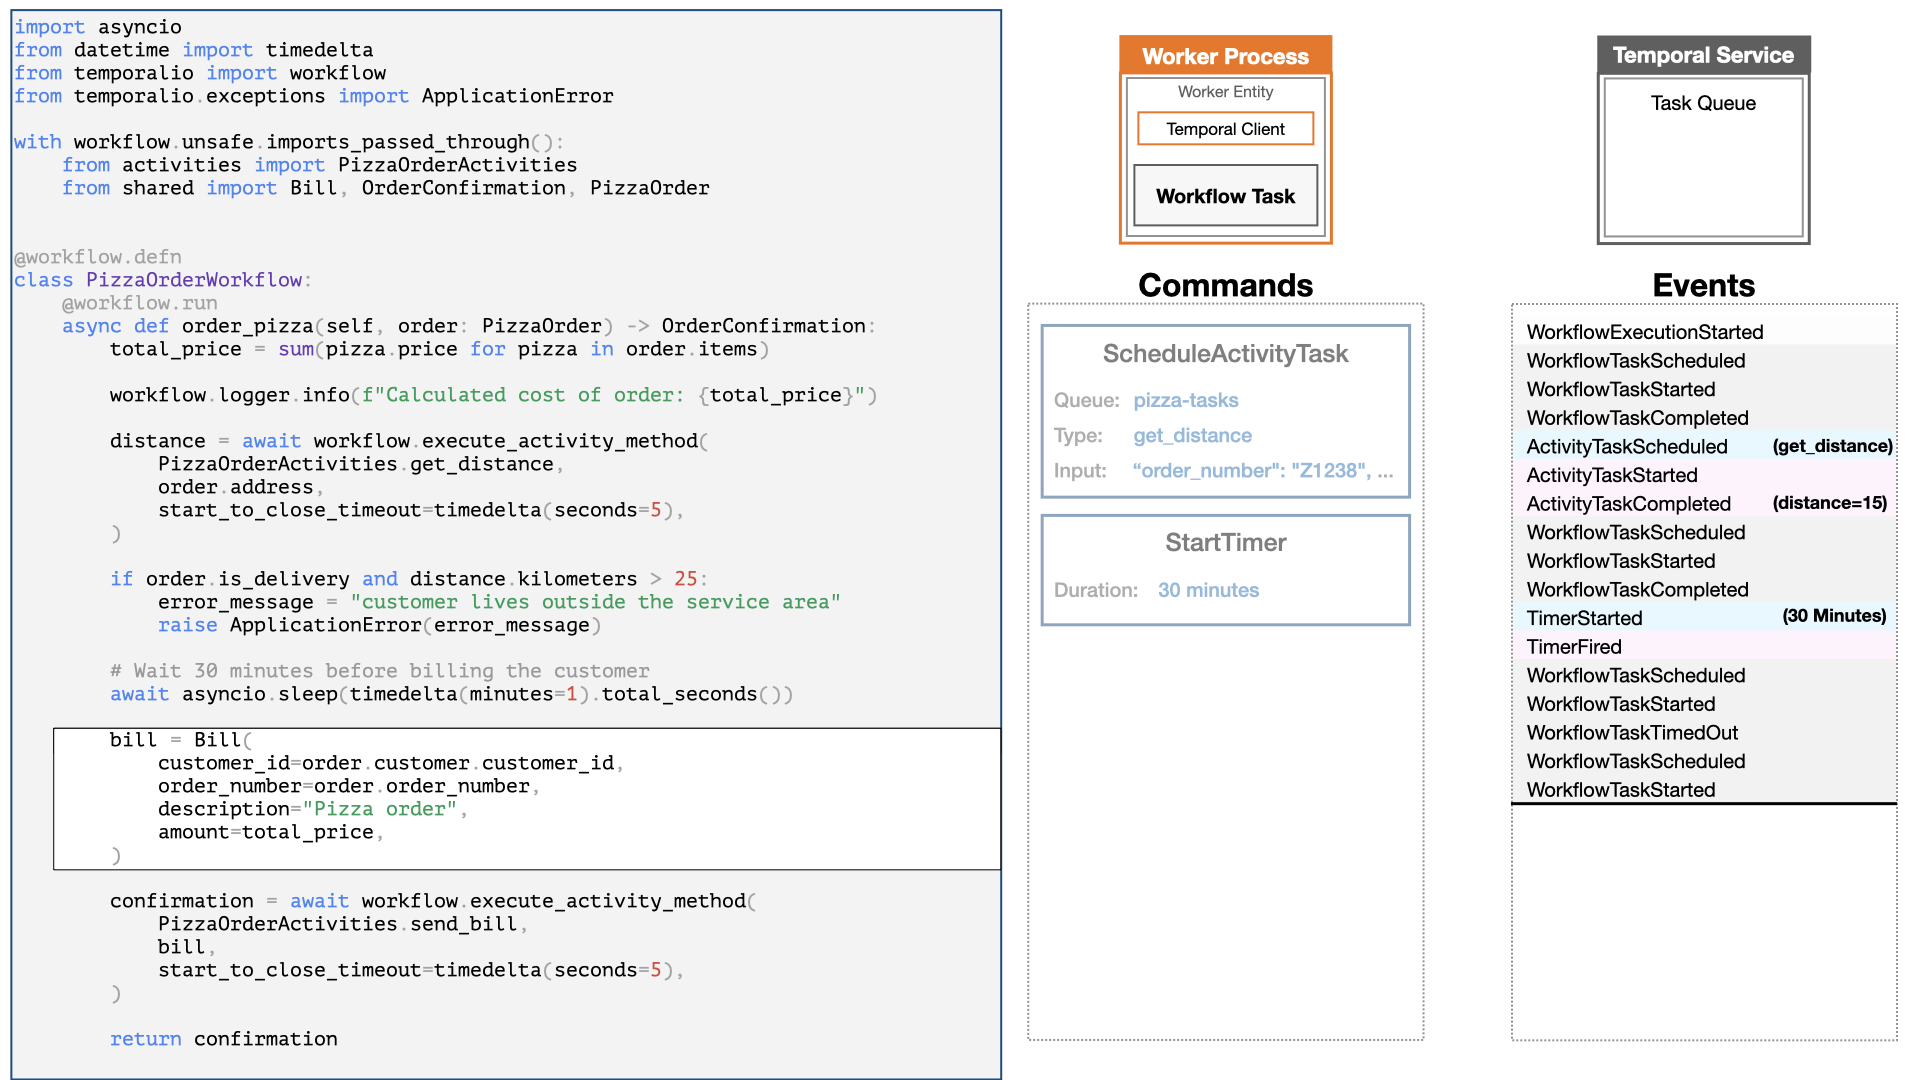 import asyncio
from datetime import timedelta
from temporalio import workflow
from temporalio.exceptions import ApplicationError

with workflow.unsafe.imports_passed_through():
    from activities import PizzaOrderActivities
    from shared import Bill, OrderConfirmation, PizzaOrder

@workflow.defn
class PizzaOrderWorkflow:
    @workflow.run
    async def order_pizza(self, order: PizzaOrder) -> OrderConfirmation:
        total_price = sum(pizza.price for pizza in order.items)

        workflow.logger.info(f"Calculated cost of order: {total_price}")

        distance = await workflow.execute_activity_method(
            PizzaOrderActivities.get_distance,
            order.address,
            start_to_close_timeout=timedelta(seconds=5),
        )

        if order.is_delivery and distance.kilometers > 25:
            error_message = "customer lives outside the service area"
            raise ApplicationError(error_message)

        # Wait 30 minutes before billing the customer
        await asyncio.sleep(timedelta(minutes=1).total_seconds())

        bill = Bill(
            customer_id=order.customer.customer_id,
            order_number=order.order_number,
            description="Pizza order",
            amount=total_price,
        )

        confirmation = await workflow.execute_activity_method(
            PizzaOrderActivities.send_bill,
            bill,
            start_to_close_timeout=timedelta(seconds=5),
        )

        return confirmation
Worker Process
Worker Entity
Temporal Client
Workflow Task
Temporal Service
Task Queue
Commands
ScheduleActivityTask
Queue: pizza-tasks
Type: get_distance
Input: “order_number": "Z1238", ...
StartTimer
Duration: 30 minutes
Events
WorkflowExecutionStarted
WorkflowTaskScheduled
WorkflowTaskStarted
WorkflowTaskCompleted
ActivityTaskScheduled (get_distance)
ActivityTaskStarted
ActivityTaskCompleted (distance=15)
WorkflowTaskScheduled
WorkflowTaskStarted
WorkflowTaskCompleted
TimerStarted (30 Minutes)
TimerFired
WorkflowTaskScheduled
WorkflowTaskStarted
WorkflowTaskTimedOut
WorkflowTaskScheduled
WorkflowTaskStarted